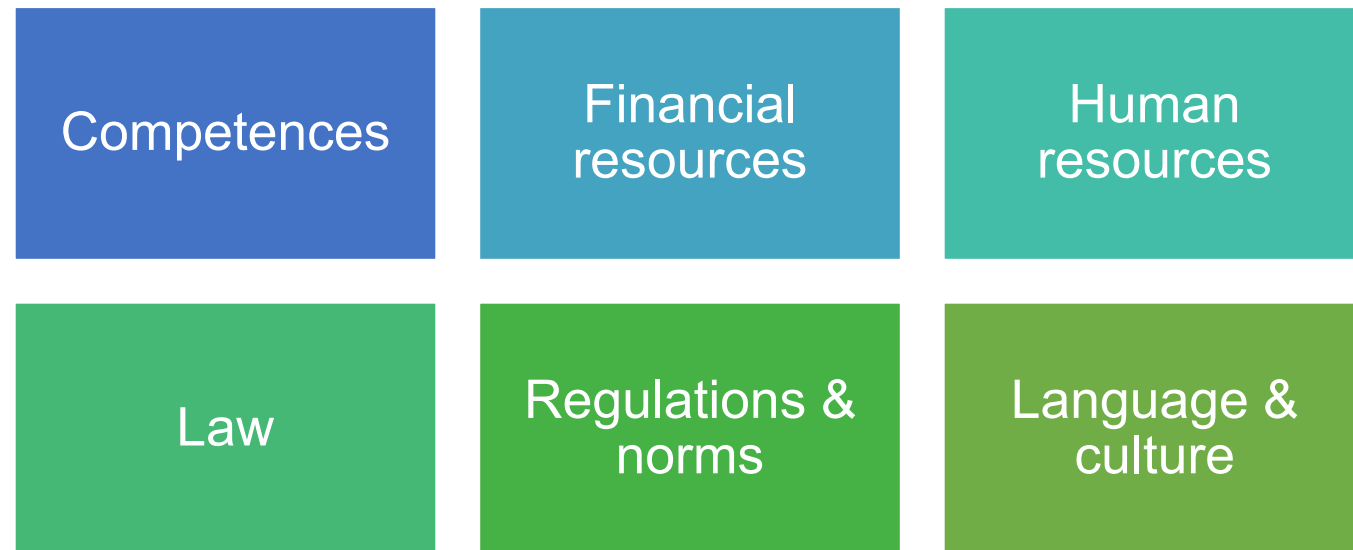 Competences
Financial
resources
Human
resources
Law
Regulations &
norms
Language &
culture